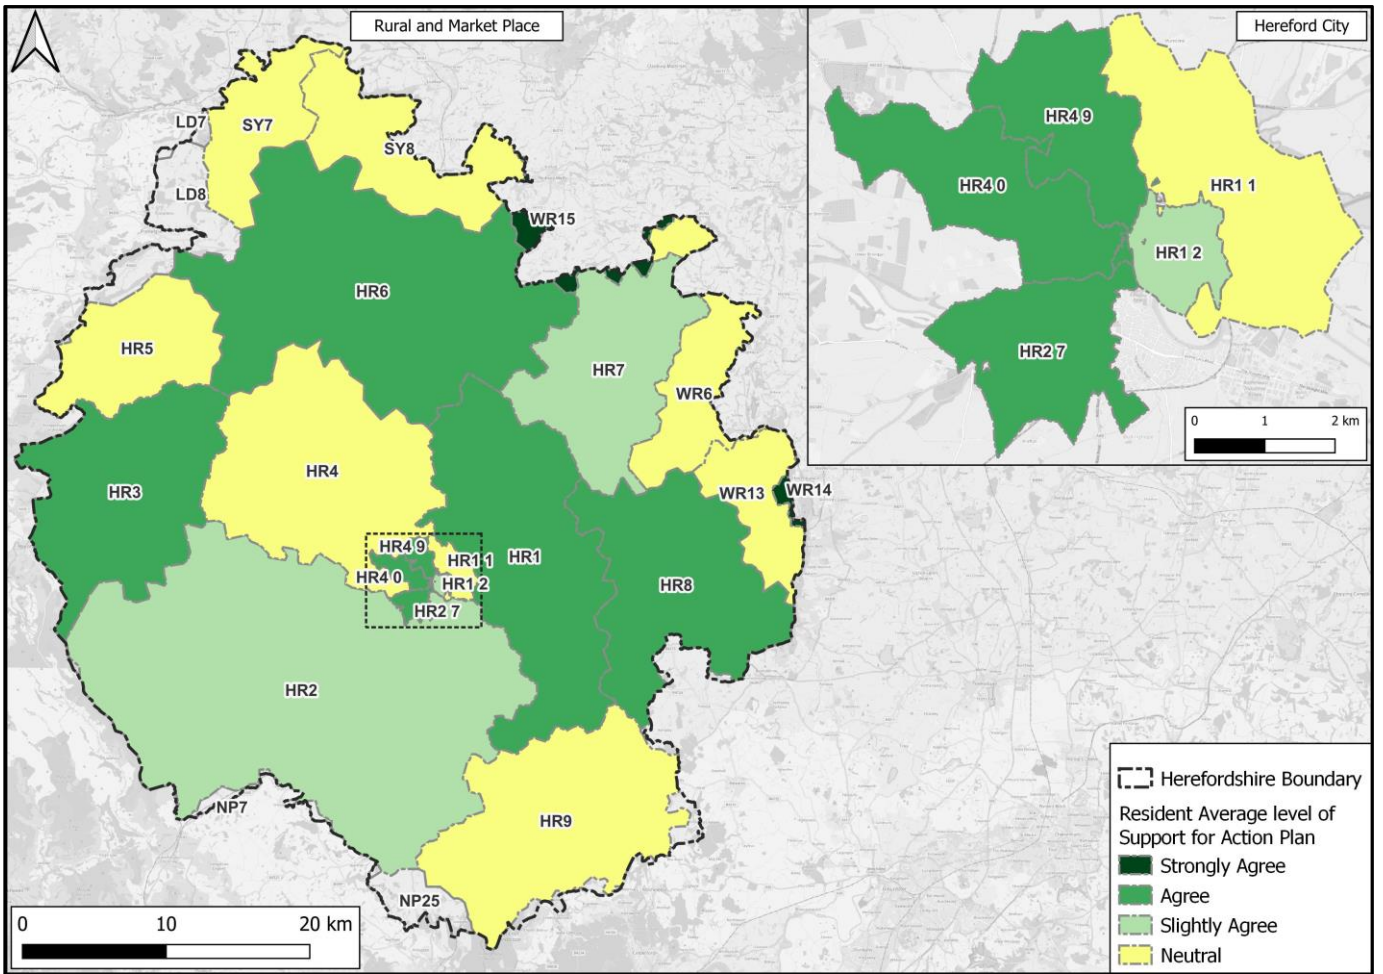 Rural and Market Place
Hereford City
LD7
SY7
SY8
LD8
WR15
HR6
HR5
HR7
WR6
HR4
HR3
WR13
WR14
HR4 9
HR1 1
HR1
HR4 0
HR1 2
HR8
HR2 7
HR2
NP7
HR9
NP25
0 10 20 km
HR4 9
HR4 0
HR1 1
HR1 2
HR2 7
0 1 2 km
Herefordshire Boundary
Resident Average level of
Support for Action Plan
Strongly Agree
Agree
Slightly Agree
Neutral